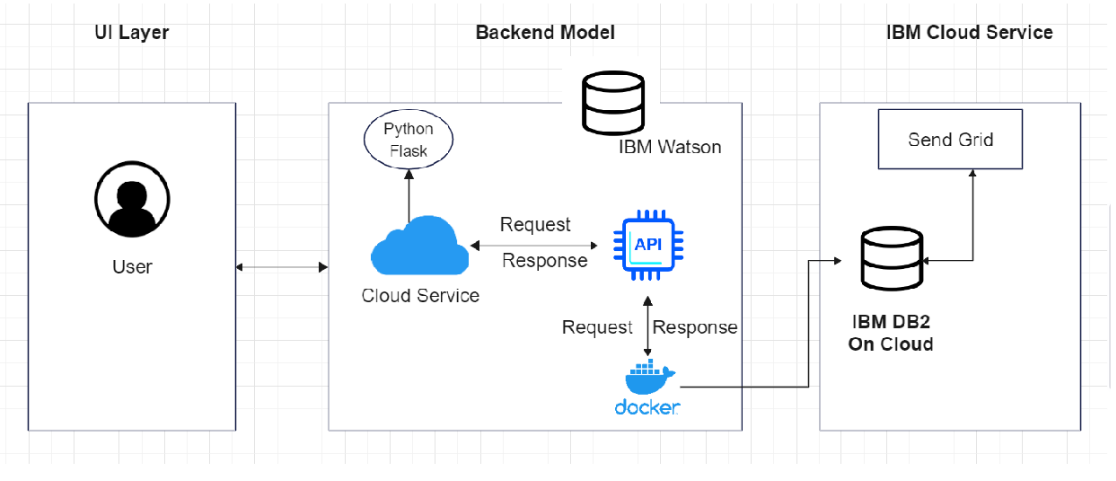 UI Layer
Backend Model
IBM Cloud Service
User
Python
Flask
IBM Watson
Request
Response
API
Cloud Service
Request
Response
docker
Send Grid
IBM DB2
On Cloud